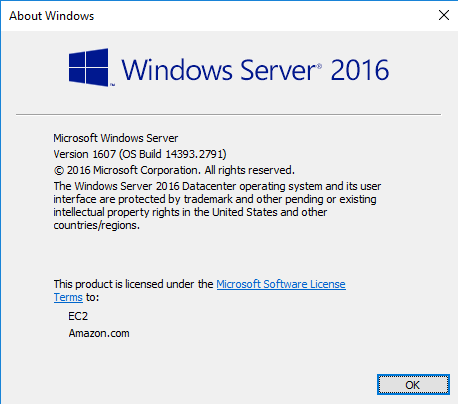 About Windows
Windows Server® 2016
Microsoft Windows Server
Version 1607 (OS Build 14393.2791)
© 2016 Microsoft Corporation. All rights reserved.
The Windows Server 2016 Datacenter operating system and its user
interface are protected by trademark and other pending or existing
intellectual property rights in the United States and other
countries/regions.
This product is licensed under the Microsoft Software License
Terms to:
EC2
Amazon.com
OK